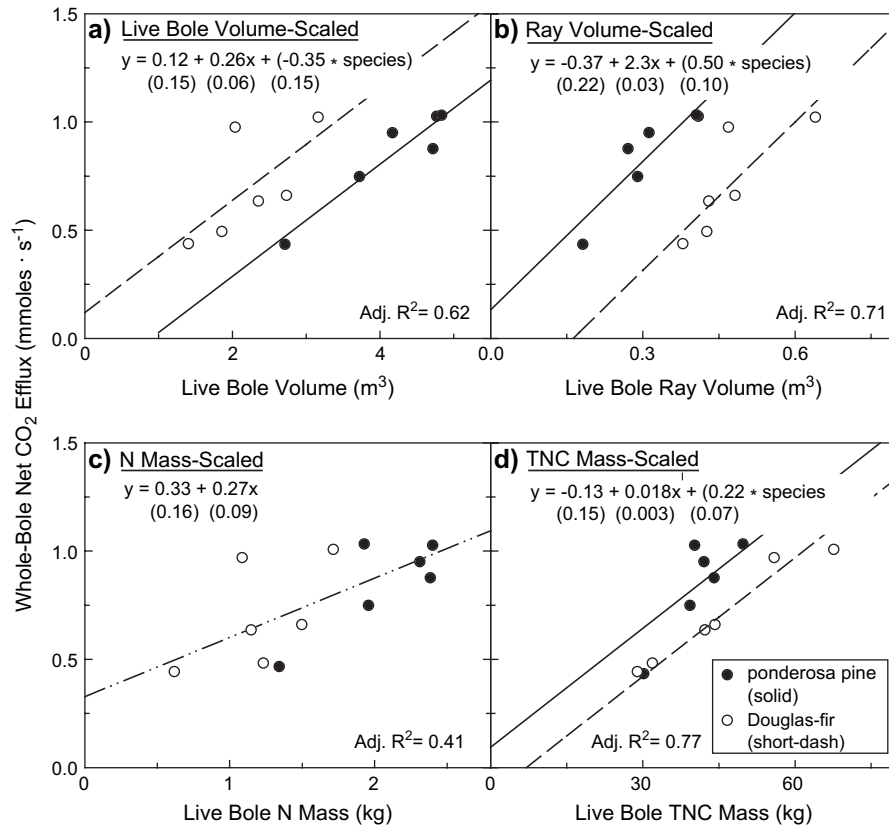 Whole-Bole Net CO₂ Efflux (mmoles · s⁻¹)
a) Live Bole Volume-Scaled
y = 0.12 + 0.26x + (-0.35 * species)
(0.15) (0.06) (0.15)
1.5
1.0
0.5
0.0
Adj. R²= 0.62
0 2 4
Live Bole Volume (m³)
b) Ray Volume-Scaled
y = -0.37 + 2.3x + (0.50 * species)
(0.22) (0.03) (0.10)
Adj. R²= 0.71
0.0 0.3 0.6
Live Bole Ray Volume (m³)
c) N Mass-Scaled
y = 0.33 + 0.27x
(0.16) (0.09)
1.5
1.0
0.5
0.0
Adj. R²= 0.41
0 1 2
Live Bole N Mass (kg)
d) TNC Mass-Scaled
y = -0.13 + 0.018x + (0.22 * species
(0.15) (0.003) (0.07)
ponderosa pine
(solid)
Douglas-fir
(short-dash)
Adj. R²= 0.77
30 60
Live Bole TNC Mass (kg)